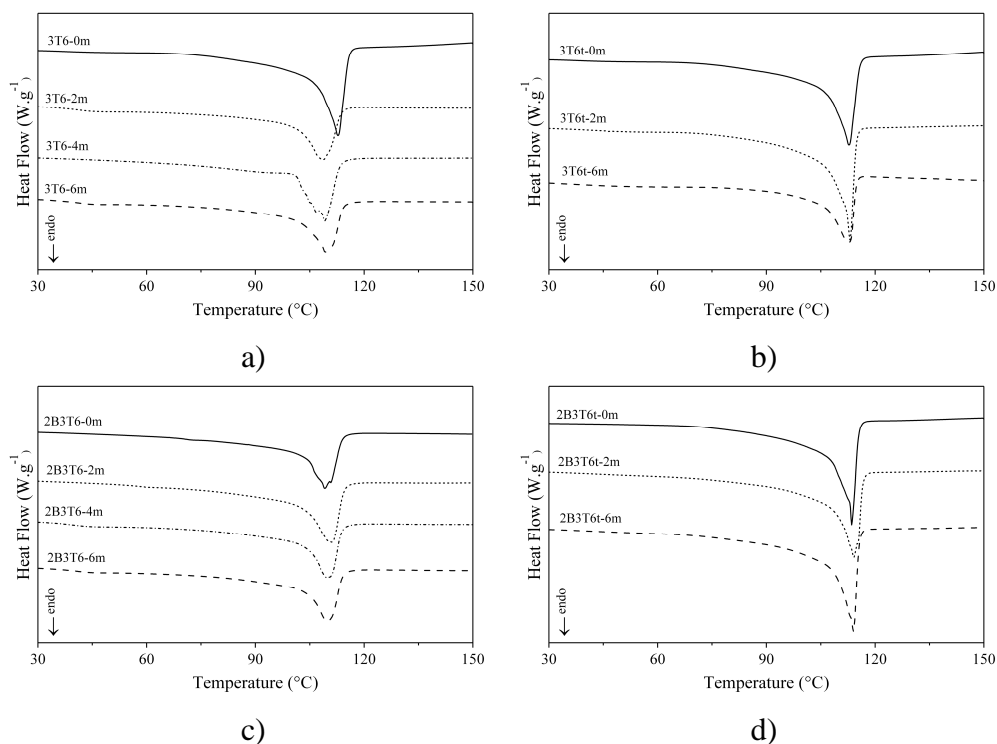 3T6-0m
3T6-2m
3T6-4m
3T6-6m
Heat Flow (W.g⁻¹)
endo
30 60 90 120 150
Temperature (°C)
a)
3T6t-0m
3T6t-2m
3T6t-6m
Heat Flow (W.g⁻¹)
endo
30 60 90 120 150
Temperature (°C)
b)
2B3T6-0m
2B3T6-2m
2B3T6-4m
2B3T6-6m
Heat Flow (W.g⁻¹)
endo
30 60 90 120 150
Temperature (°C)
c)
2B3T6t-0m
2B3T6t-2m
2B3T6t-6m
Heat Flow (W.g⁻¹)
endo
30 60 90 120 150
Temperature (°C)
d)